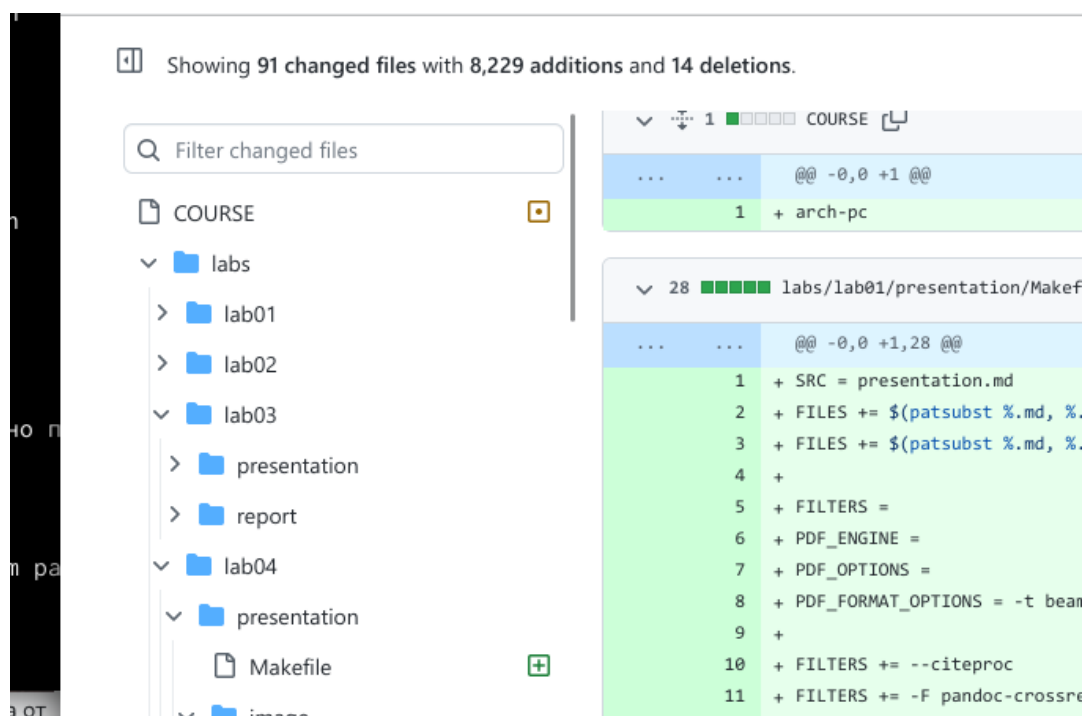 Showing 91 changed files with 8,229 additions and 14 deletions.
Filter changed files
COURSE
labs
lab01
lab02
lab03
presentation
report
lab04
presentation
Makefile
1 COURSE
... ... @@ -0,0 +1 @@
1 + arch-pc
28 labs/lab01/presentation/Makef
... ... @@ -0,0 +1,28 @@
1 + SRC = presentation.md
2 + FILES += $(patsubst %.md, %.
3 + FILES += $(patsubst %.md, %.
4 +
5 + FILTERS =
6 + PDF_ENGINE =
7 + PDF_OPTIONS =
8 + PDF_FORMAT_OPTIONS = -t beam
9 +
10 + FILTERS += --citeproc
11 + FILTERS += -F pandoc-crossre